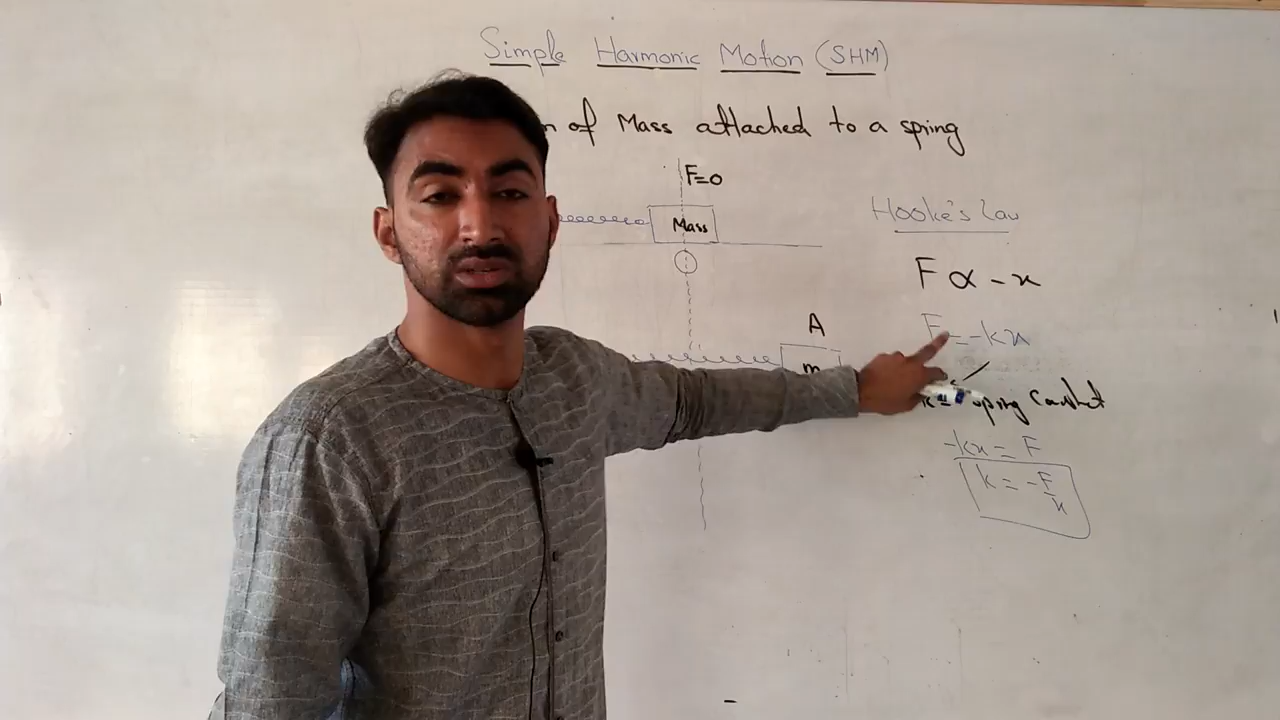 Simple Harmonic Motion (SHM)
of Mass attached to a spring
F=0
Mass
Hooke's Law
F ∝ - x
A
F = -kx
m
k = spring Constant
-kx = F
k = -F/x